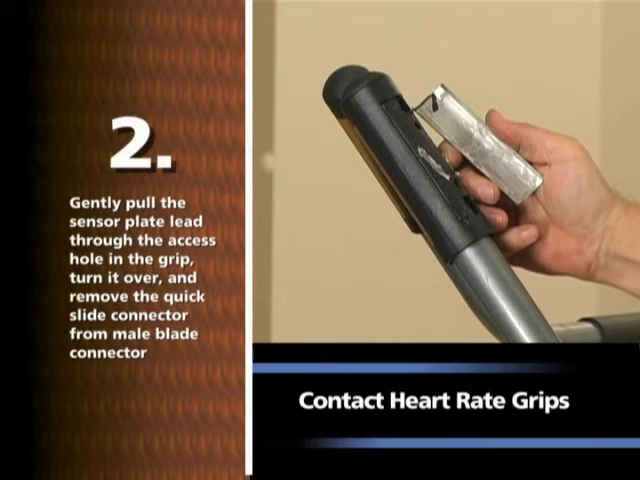 2.
Gently pull the
sensor plate lead
through the access
hole in the grip,
turn it over, and
remove the quick
slide connector
from male blade
connector
Contact Heart Rate Grips